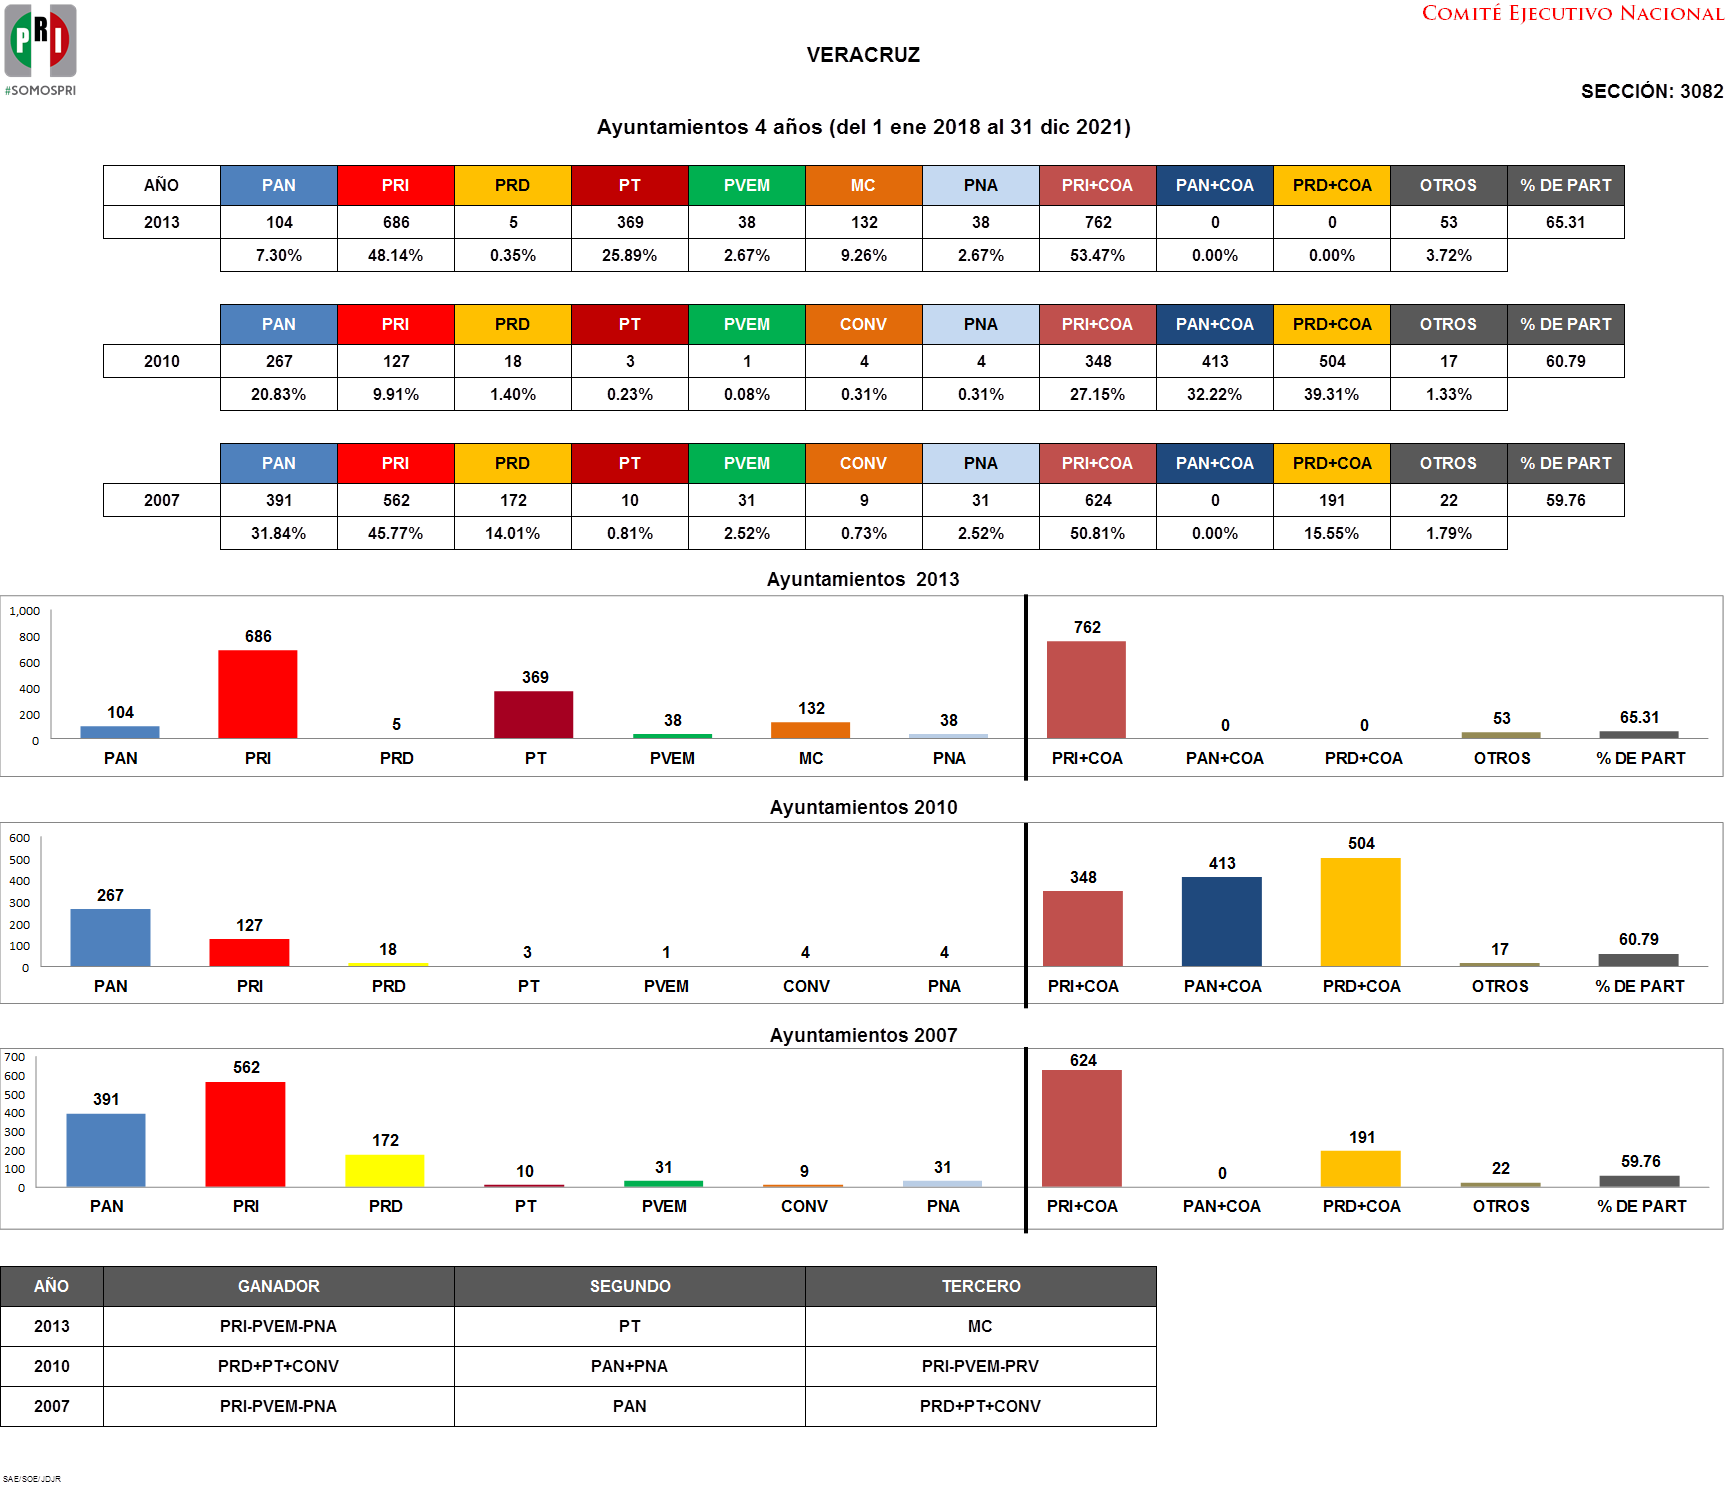 COMITÉ EJECUTIVO NACIONAL
PRI
#SOMOSPRI
VERACRUZ
SECCIÓN: 3082
Ayuntamientos 4 años (del 1 ene 2018 al 31 dic 2021)
AÑO PAN PRI PRD PT PVEM MC PNA PRI+COA PAN+COA PRD+COA OTROS % DE PART
2013 104 686 5 369 38 132 38 762 0 0 53 65.31
7.30% 48.14% 0.35% 25.89% 2.67% 9.26% 2.67% 53.47% 0.00% 0.00% 3.72%
PAN PRI PRD PT PVEM CONV PNA PRI+COA PAN+COA PRD+COA OTROS % DE PART
2010 267 127 18 3 1 4 4 348 413 504 17 60.79
20.83% 9.91% 1.40% 0.23% 0.08% 0.31% 0.31% 27.15% 32.22% 39.31% 1.33%
PAN PRI PRD PT PVEM CONV PNA PRI+COA PAN+COA PRD+COA OTROS % DE PART
2007 391 562 172 10 31 9 31 624 0 191 22 59.76
31.84% 45.77% 14.01% 0.81% 2.52% 0.73% 2.52% 50.81% 0.00% 15.55% 1.79%
Ayuntamientos 2013
1,000
800
600
400
200
0
104 686 5 369 38 132 38 762 0 0 53 65.31
PAN PRI PRD PT PVEM MC PNA PRI+COA PAN+COA PRD+COA OTROS % DE PART
Ayuntamientos 2010
600
500
400
300
200
100
0
267 127 18 3 1 4 4 348 413 504 17 60.79
PAN PRI PRD PT PVEM CONV PNA PRI+COA PAN+COA PRD+COA OTROS % DE PART
Ayuntamientos 2007
700
600
500
400
300
200
100
0
391 562 172 10 31 9 31 624 0 191 22 59.76
PAN PRI PRD PT PVEM CONV PNA PRI+COA PAN+COA PRD+COA OTROS % DE PART
AÑO GANADOR SEGUNDO TERCERO
2013 PRI-PVEM-PNA PT MC
2010 PRD+PT+CONV PAN+PNA PRI-PVEM-PRV
2007 PRI-PVEM-PNA PAN PRD+PT+CONV
SAE/SOE/JDJR